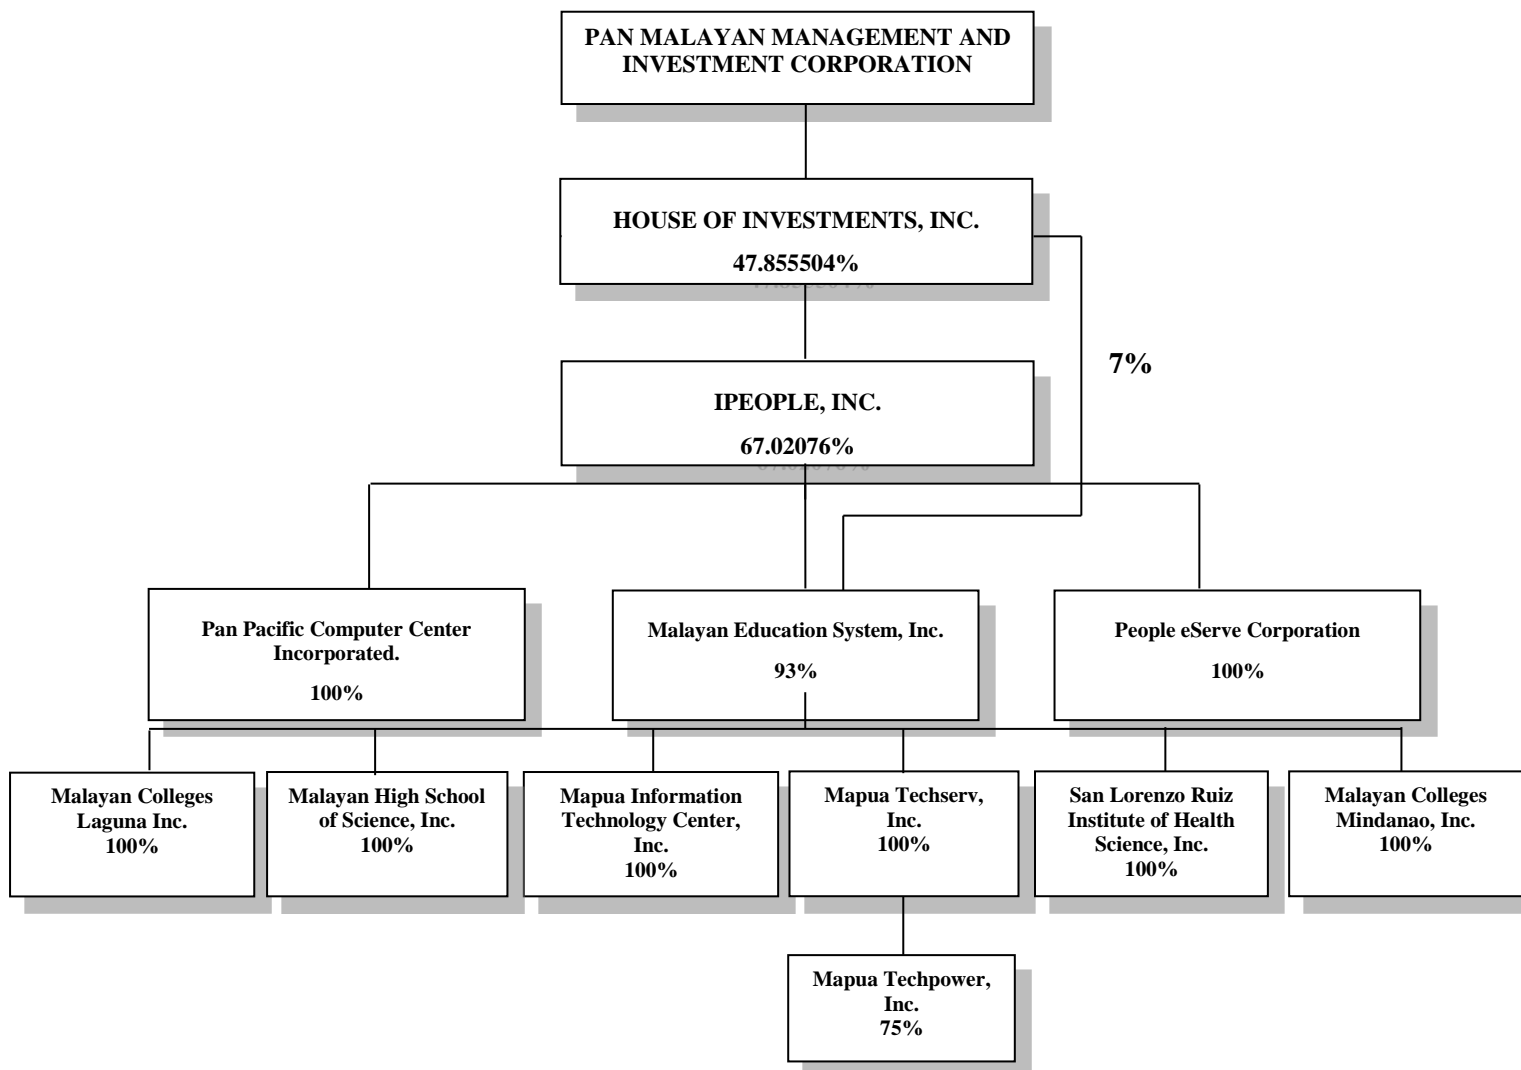 PAN MALAYAN MANAGEMENT AND
INVESTMENT CORPORATION
HOUSE OF INVESTMENTS, INC.
47.855504%
7%
IPEOPLE, INC.
67.02076%
Pan Pacific Computer Center
Incorporated.
100%
Malayan Education System, Inc.
93%
People eServe Corporation
100%
Malayan Colleges
Laguna Inc.
100%
Malayan High School
of Science, Inc.
100%
Mapua Information
Technology Center,
Inc.
100%
Mapua Techserv,
Inc.
100%
San Lorenzo Ruiz
Institute of Health
Science, Inc.
100%
Malayan Colleges
Mindanao, Inc.
100%
Mapua Techpower,
Inc.
75%